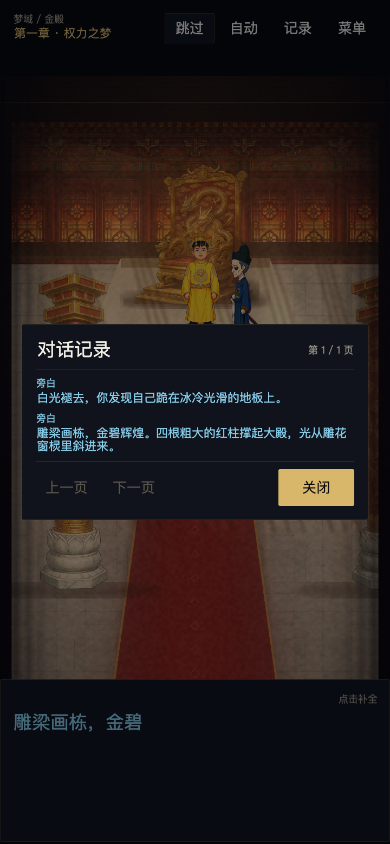 梦域 / 金殿
第一章 · 权力之梦
跳过
自动
记录
菜单
对话记录
第 1 / 1 页
旁白
白光褪去，你发现自己跪在冰冷光滑的地板上。
旁白
雕梁画栋，金碧辉煌。四根粗大的红柱撑起大殿，光从雕花
窗棂里斜进来。
上一页
下一页
关闭
点击补全
雕梁画栋，金碧